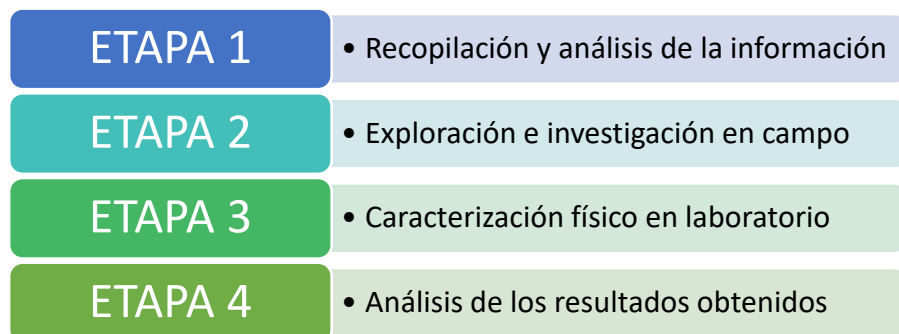 ETAPA 1
• Recopilación y análisis de la información
ETAPA 2
• Exploración e investigación en campo
ETAPA 3
• Caracterización físico en laboratorio
ETAPA 4
• Análisis de los resultados obtenidos